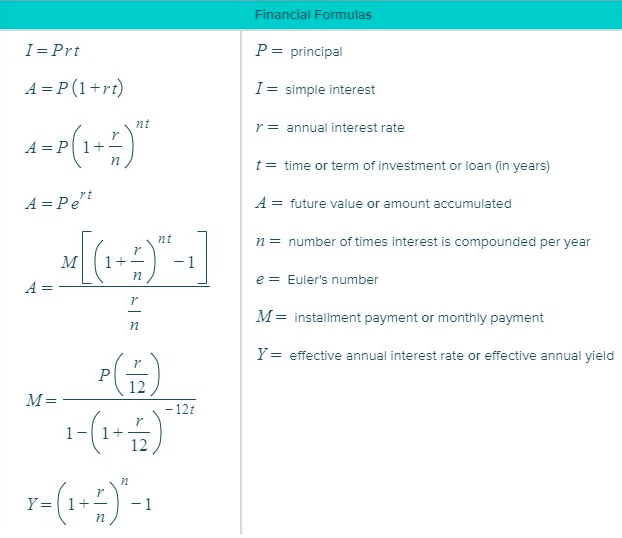 Financial Formulas
I = Prt
A = P(1+rt)
A = P(1 + r/n)^nt
A = Pe^rt
A = M[(1 + r/n)^nt − 1] / (r/n)
M = P(r/12) / (1 − (1 + r/12)^−12t)
Y = (1 + r/n)^n − 1
P = principal
I = simple interest
r = annual interest rate
t = time or term of investment or loan (in years)
A = future value or amount accumulated
n = number of times interest is compounded per year
e = Euler's number
M = installment payment or monthly payment
Y = effective annual interest rate or effective annual yield